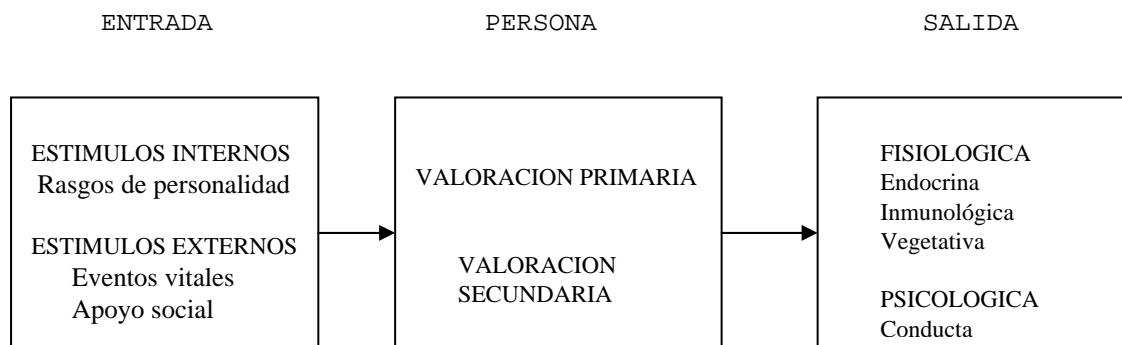 ENTRADA
PERSONA
SALIDA
ESTIMULOS INTERNOS
Rasgos de personalidad
ESTIMULOS EXTERNOS
Eventos vitales
Apoyo social
VALORACION PRIMARIA
VALORACION
SECUNDARIA
FISIOLOGICA
Endocrina
Inmunológica
Vegetativa
PSICOLOGICA
Conducta